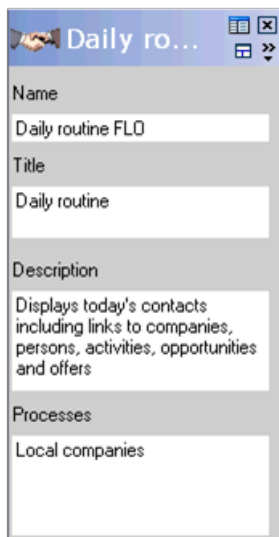 Daily ro...
Name
Daily routine FLO
Title
Daily routine
Description
Displays today's contacts
including links to companies,
persons, activities, opportunities
and offers
Processes
Local companies